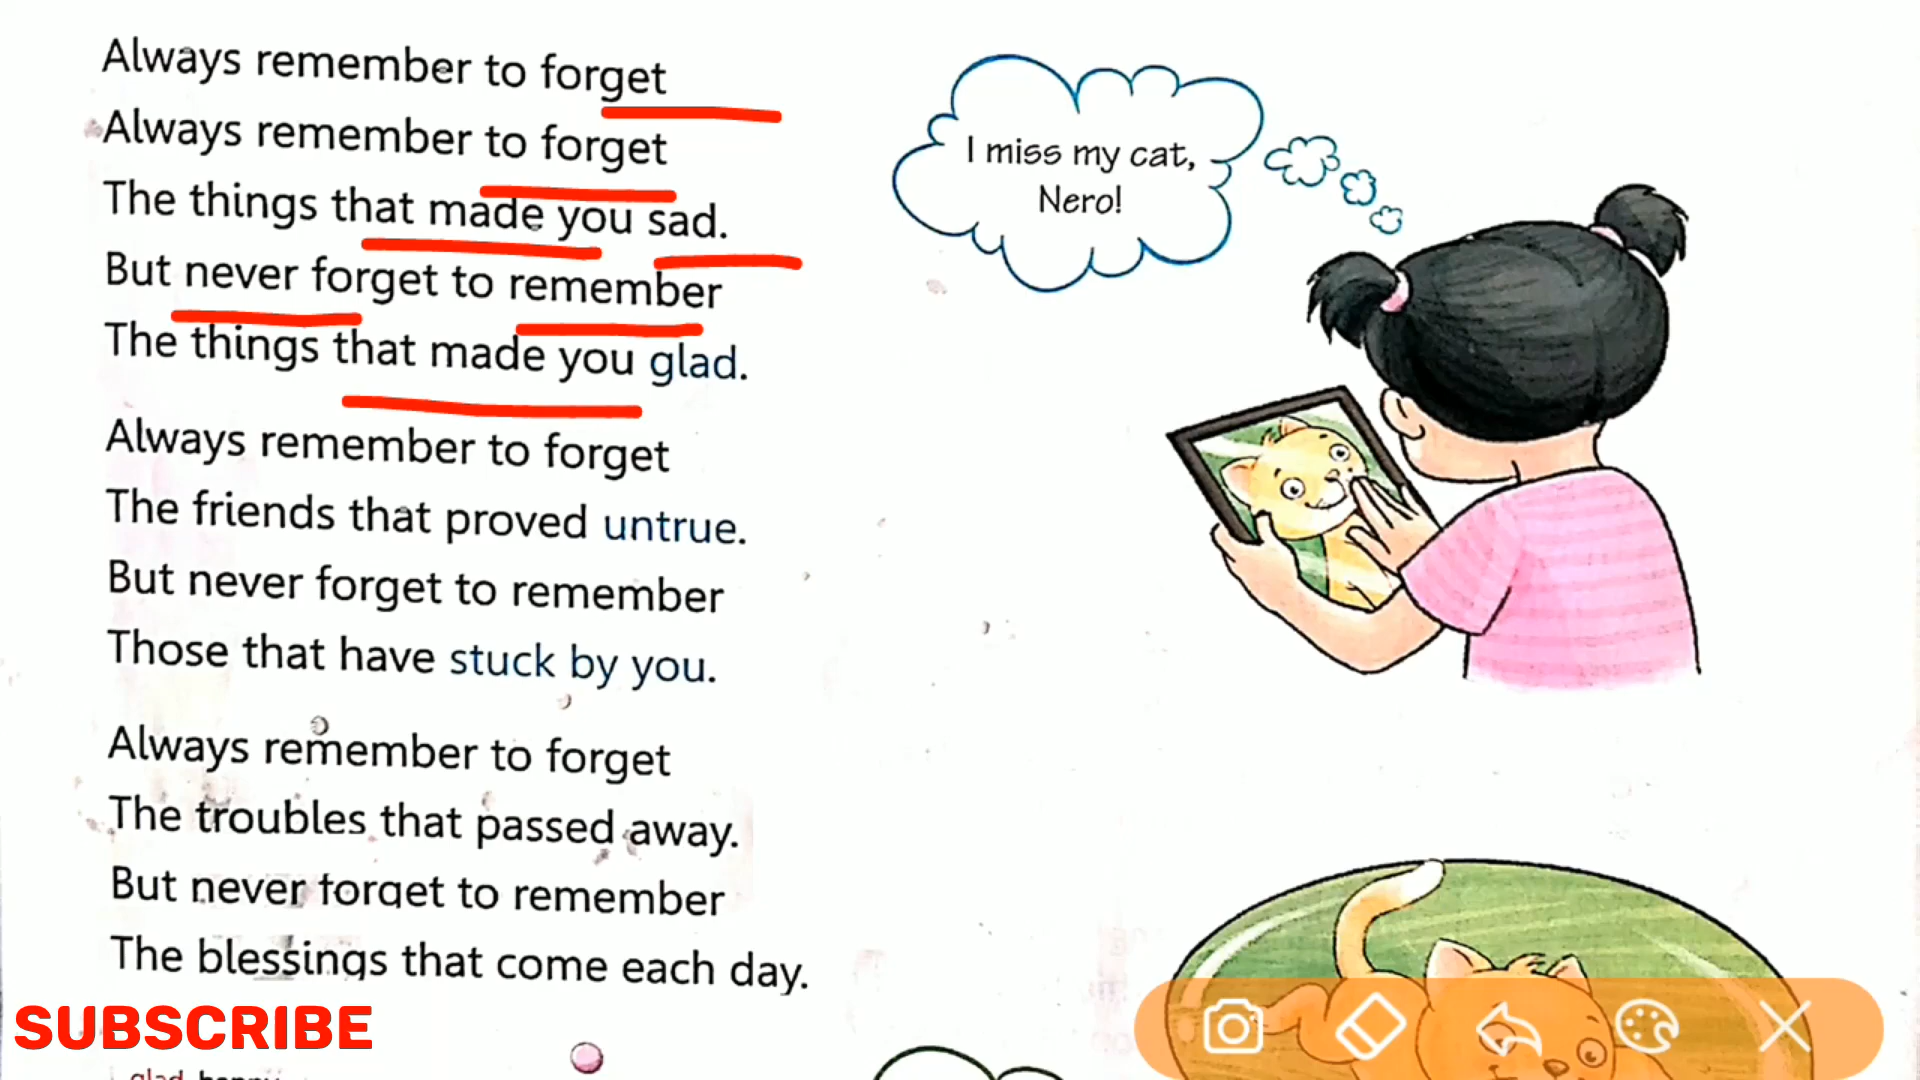 Always remember to forget
Always remember to forget
The things that made you sad.
But never forget to remember
The things that made you glad.
Always remember to forget
The friends that proved untrue.
But never forget to remember
Those that have stuck by you.
Always remember to forget
The troubles that passed away.
But never forget to remember
The blessings that come each day.
I miss my cat,
Nero!
SUBSCRIBE